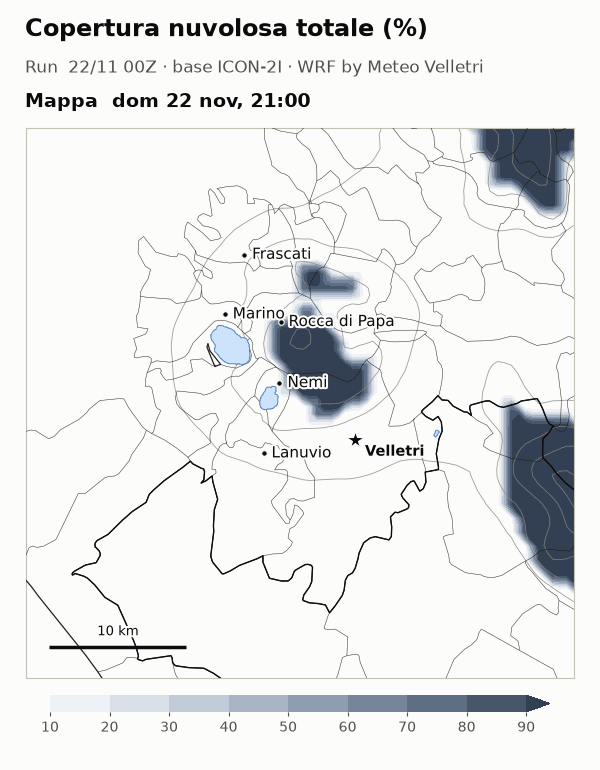 Copertura nuvolosa totale (%)
Run 22/11 00Z · base ICON-2I · WRF by Meteo Velletri
Mappa dom 22 nov, 21:00
Frascati
Marino
Rocca di Papa
Nemi
Velletri
Lanuvio
10 km
10 20 30 40 50 60 70 80 90